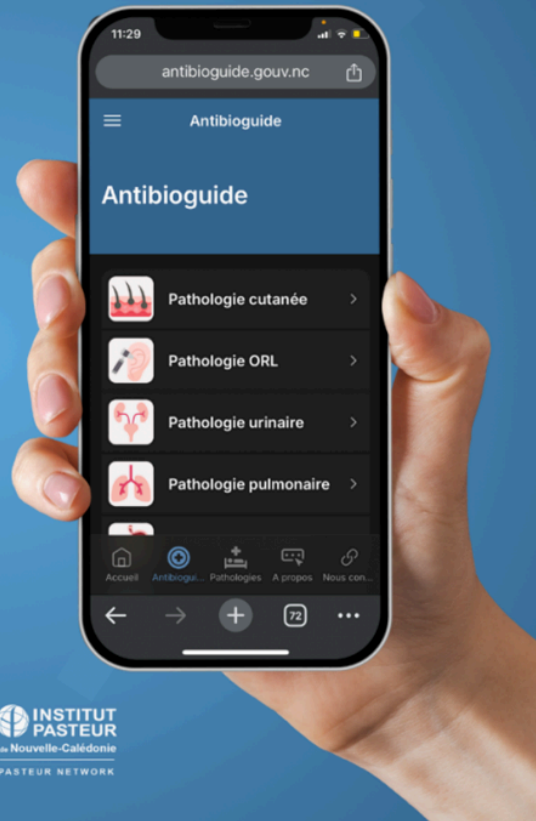 11:29
antibioguide.gouv.nc
Antibioguide
Antibioguide
Pathologie cutanée
Pathologie ORL
Pathologie urinaire
Pathologie pulmonaire
Accueil Antibiogui... Pathologies A propos Nous con...
72
INSTITUT
PASTEUR
de Nouvelle-Calédonie
PASTEUR NETWORK